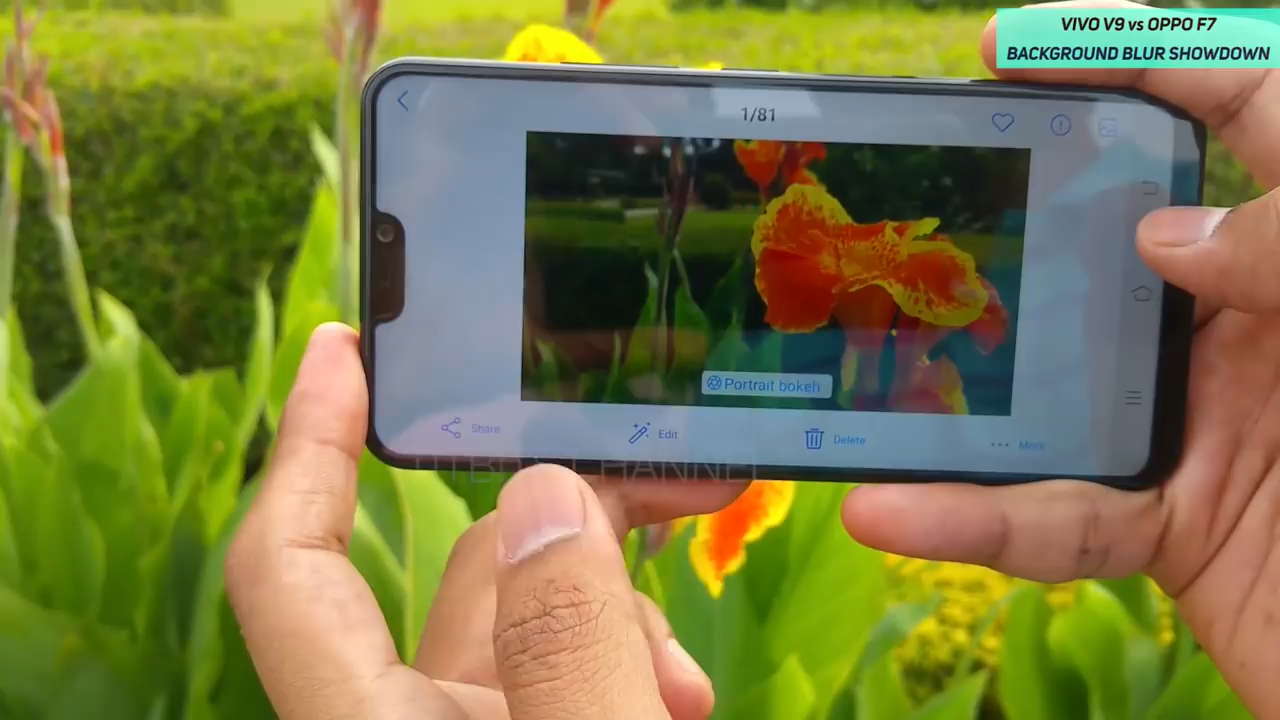 VIVO V9 vs OPPO F7
BACKGROUND BLUR SHOWDOWN
1/81
Portrait bokeh
Share
Edit
Delete
More